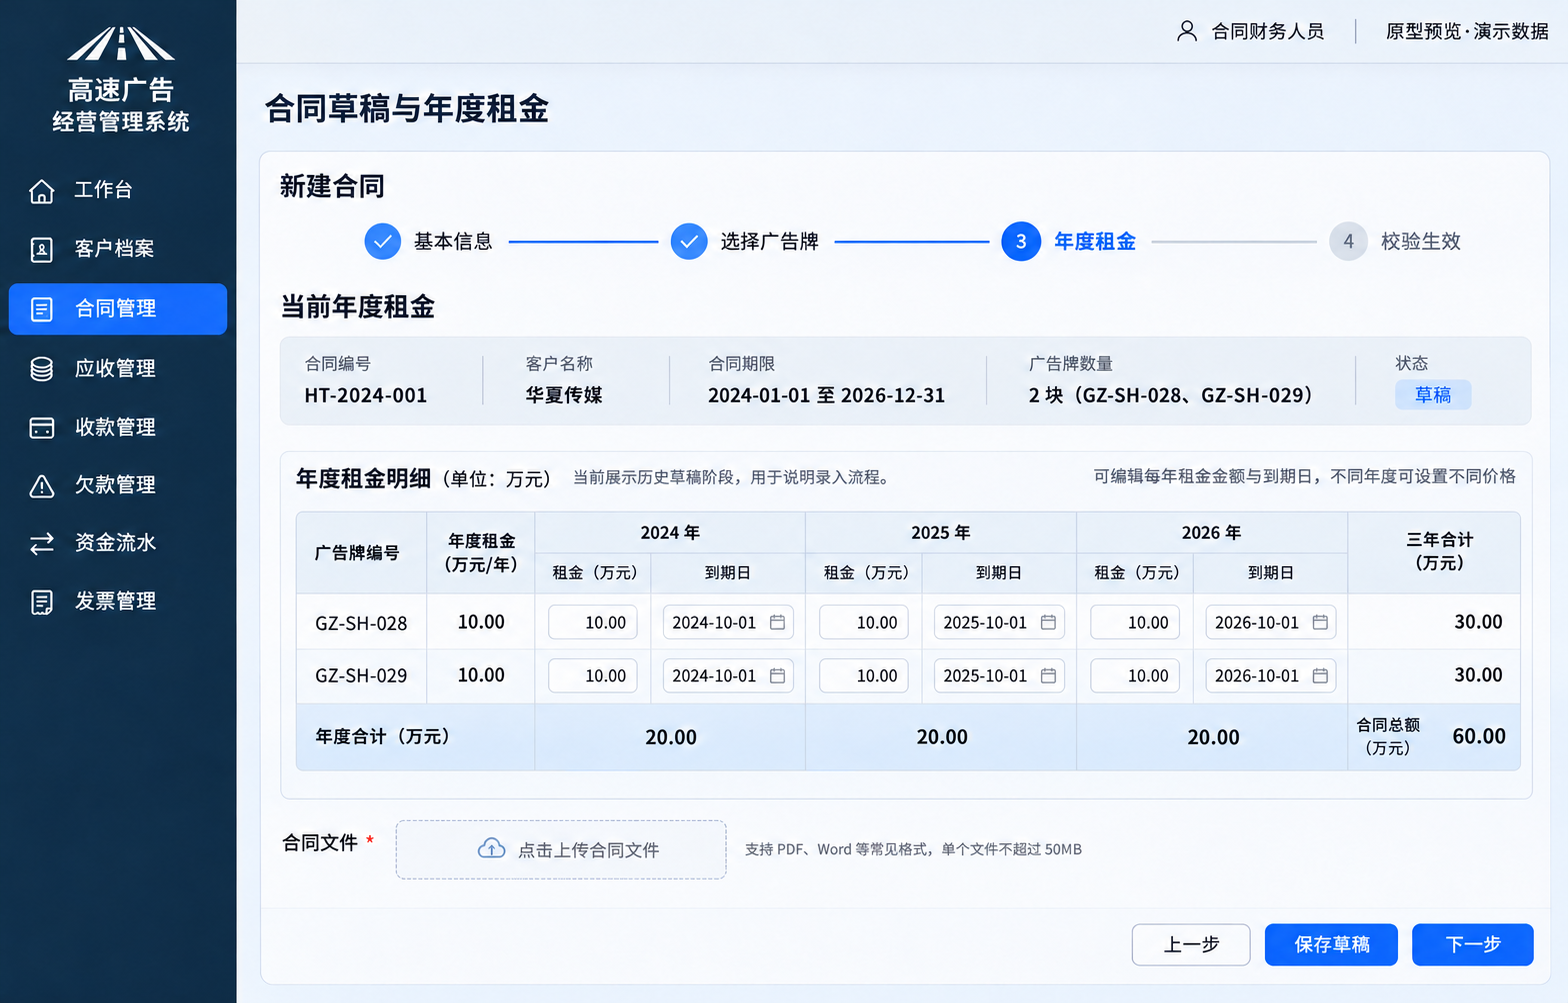 高速广告
经营管理系统
工作台
客户档案
合同管理
应收管理
收款管理
欠款管理
资金流水
发票管理
合同财务人员
原型预览·演示数据
合同草稿与年度租金
新建合同
基本信息
选择广告牌
3 年度租金
4 校验生效
当前年度租金
合同编号
HT-2024-001
客户名称
华夏传媒
合同期限
2024-01-01 至 2026-12-31
广告牌数量
2 块（GZ-SH-028、GZ-SH-029）
状态
草稿
年度租金明细（单位：万元） 当前展示历史草稿阶段，用于说明录入流程。 可编辑每年租金金额与到期日，不同年度可设置不同价格
广告牌编号
年度租金
（万元/年）
2024 年
2025 年
2026 年
三年合计
（万元）
租金（万元） 到期日 租金（万元） 到期日 租金（万元） 到期日
GZ-SH-028 10.00 10.00 2024-10-01 10.00 2025-10-01 10.00 2026-10-01 30.00
GZ-SH-029 10.00 10.00 2024-10-01 10.00 2025-10-01 10.00 2026-10-01 30.00
年度合计（万元） 20.00 20.00 20.00
合同总额
（万元）
60.00
合同文件 *
点击上传合同文件
支持 PDF、Word 等常见格式，单个文件不超过 50MB
上一步
保存草稿
下一步